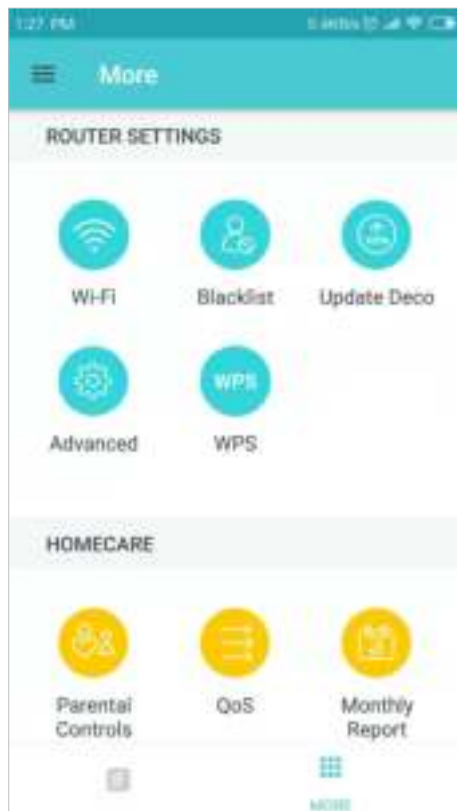 1:27 PM
More
ROUTER SETTINGS
Wi-Fi
Blacklist
Update Deco
Advanced
WPS
WPS
HOMECARE
Parental
Controls
QoS
Monthly
Report
MORE